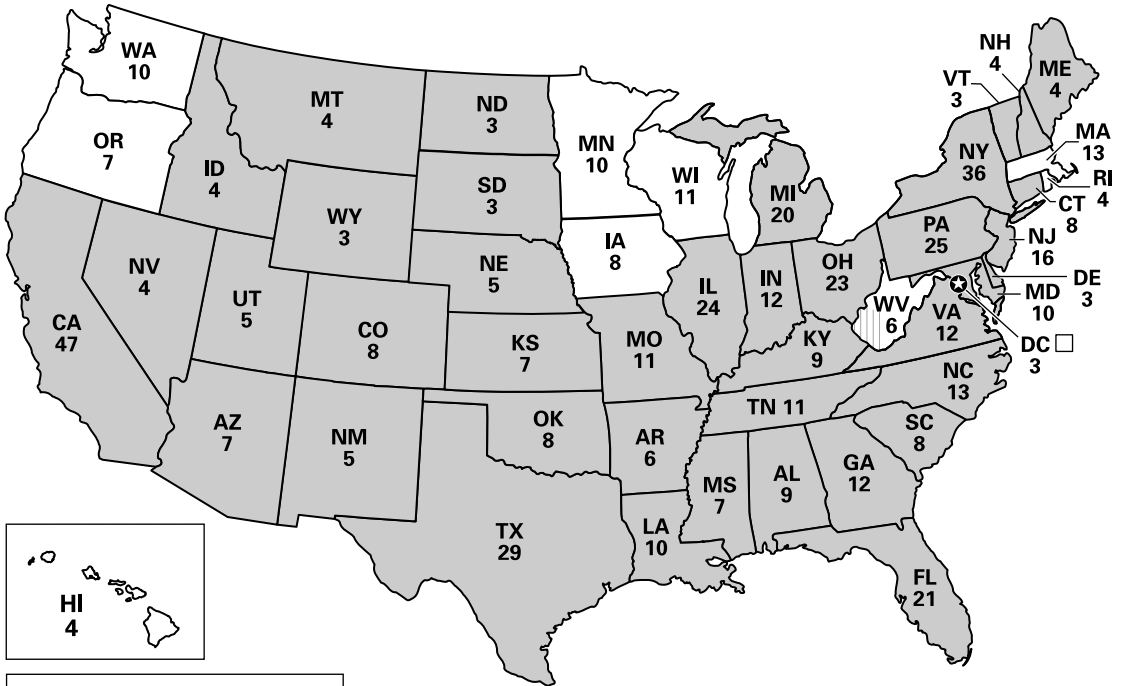 WA
10
OR
7
CA
47
NV
4
ID
4
MT
4
WY
3
UT
5
AZ
7
CO
8
NM
5
ND
3
SD
3
NE
5
KS
7
OK
8
TX
29
MN
10
IA
8
MO
11
AR
6
LA
10
WI
11
IL
24
MI
20
IN
12
OH
23
KY
9
TN 11
MS
7
AL
9
GA
12
FL
21
SC
8
NC
13
VA
12
WV
6
PA
25
NY
36
VT
3
NH
4
ME
4
MA
13
RI
4
CT
8
NJ
16
DE
3
MD
10
DC
3
HI
4